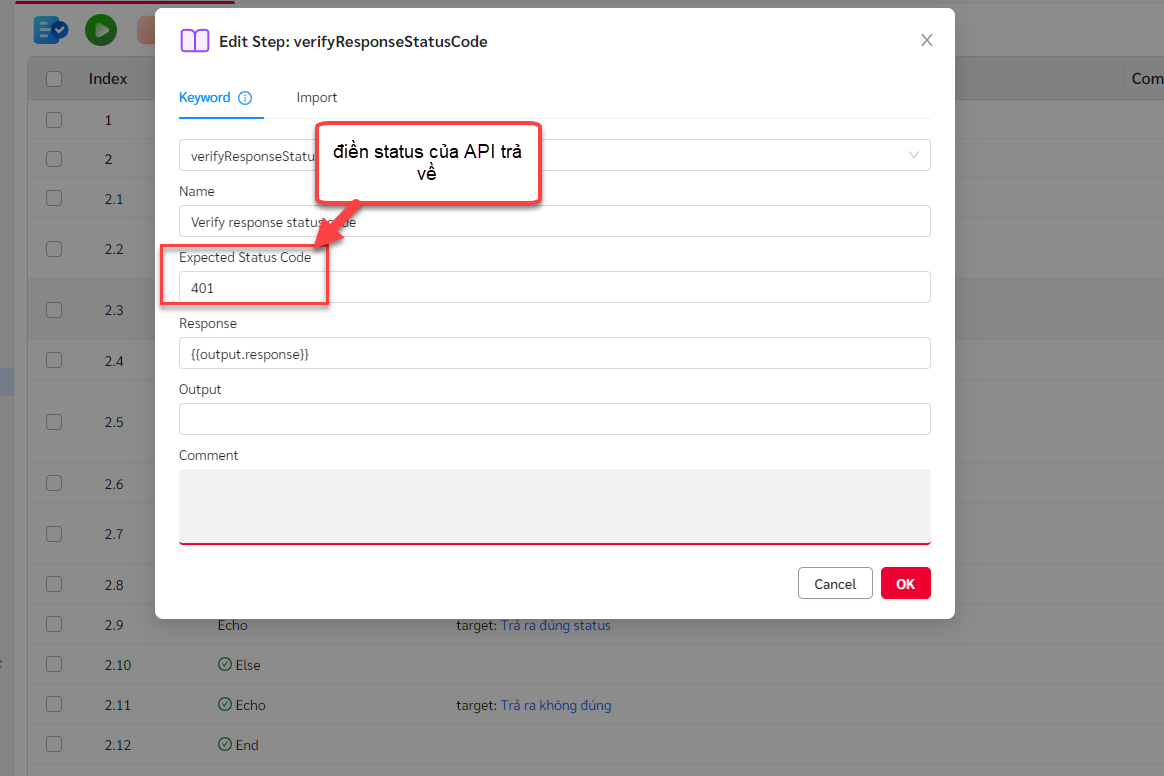 Edit Step: verifyResponseStatusCode
Keyword
Import
verifyResponseStatu
điền status của API trả
về
Name
Verify response status code
Expected Status Code
401
Response
{{output.response}}
Output
Comment
Cancel
OK
Index
Com
1
2
2.1
2.2
2.3
2.4
2.5
2.6
2.7
2.8
2.9 Echo target: Trả ra đúng status
2.10 Else
2.11 Echo target: Trả ra không đúng
2.12 End